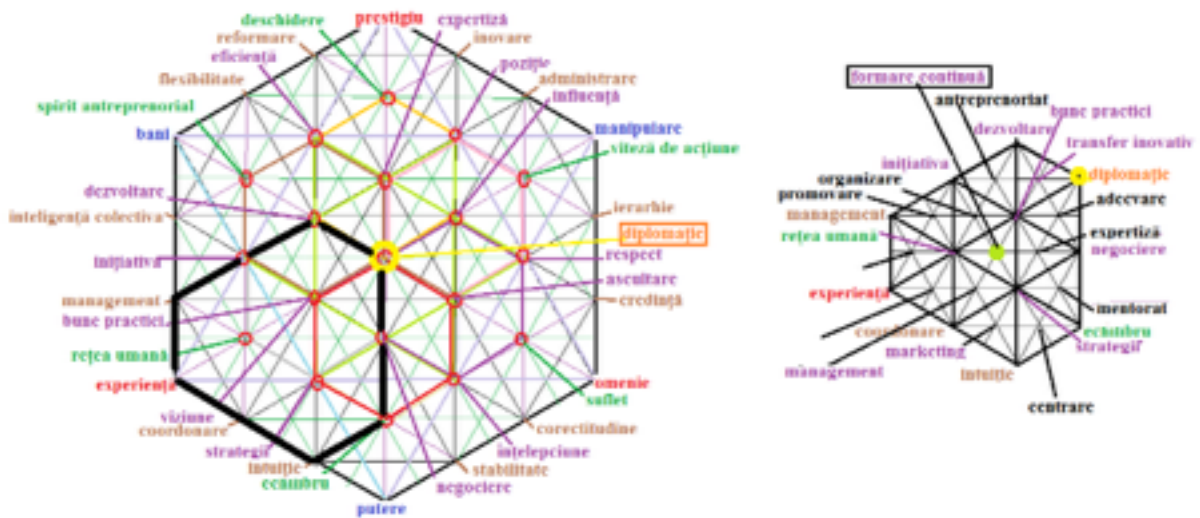 deschidere
prestigiu
expertiză
reformare
inovare
eficiență
poziție
flexibilitate
administrare
influență
spirit antreprenorial
bani
manipulare
viteză de acțiune
dezvoltare
inteligență colectiva
ierarhie
diplomație
inițiativa
respect
ascultare
management
credință
bune practici
rețea umană
experiența
omenie
suflet
viziune
coordonare
corectitudine
strategii
înțelepciune
intuiție
stabilitate
echilibru
negociere
putere
formare continuă
antreprenoriat
bune practici
dezvoltare
transfer inovativ
inițiativa
diplomație
organizare
promovare
adecvare
management
rețea umană
expertiză
negociere
experiența
mentorat
coordonare
echilibru
marketing
strategii
management
intuiție
centrare